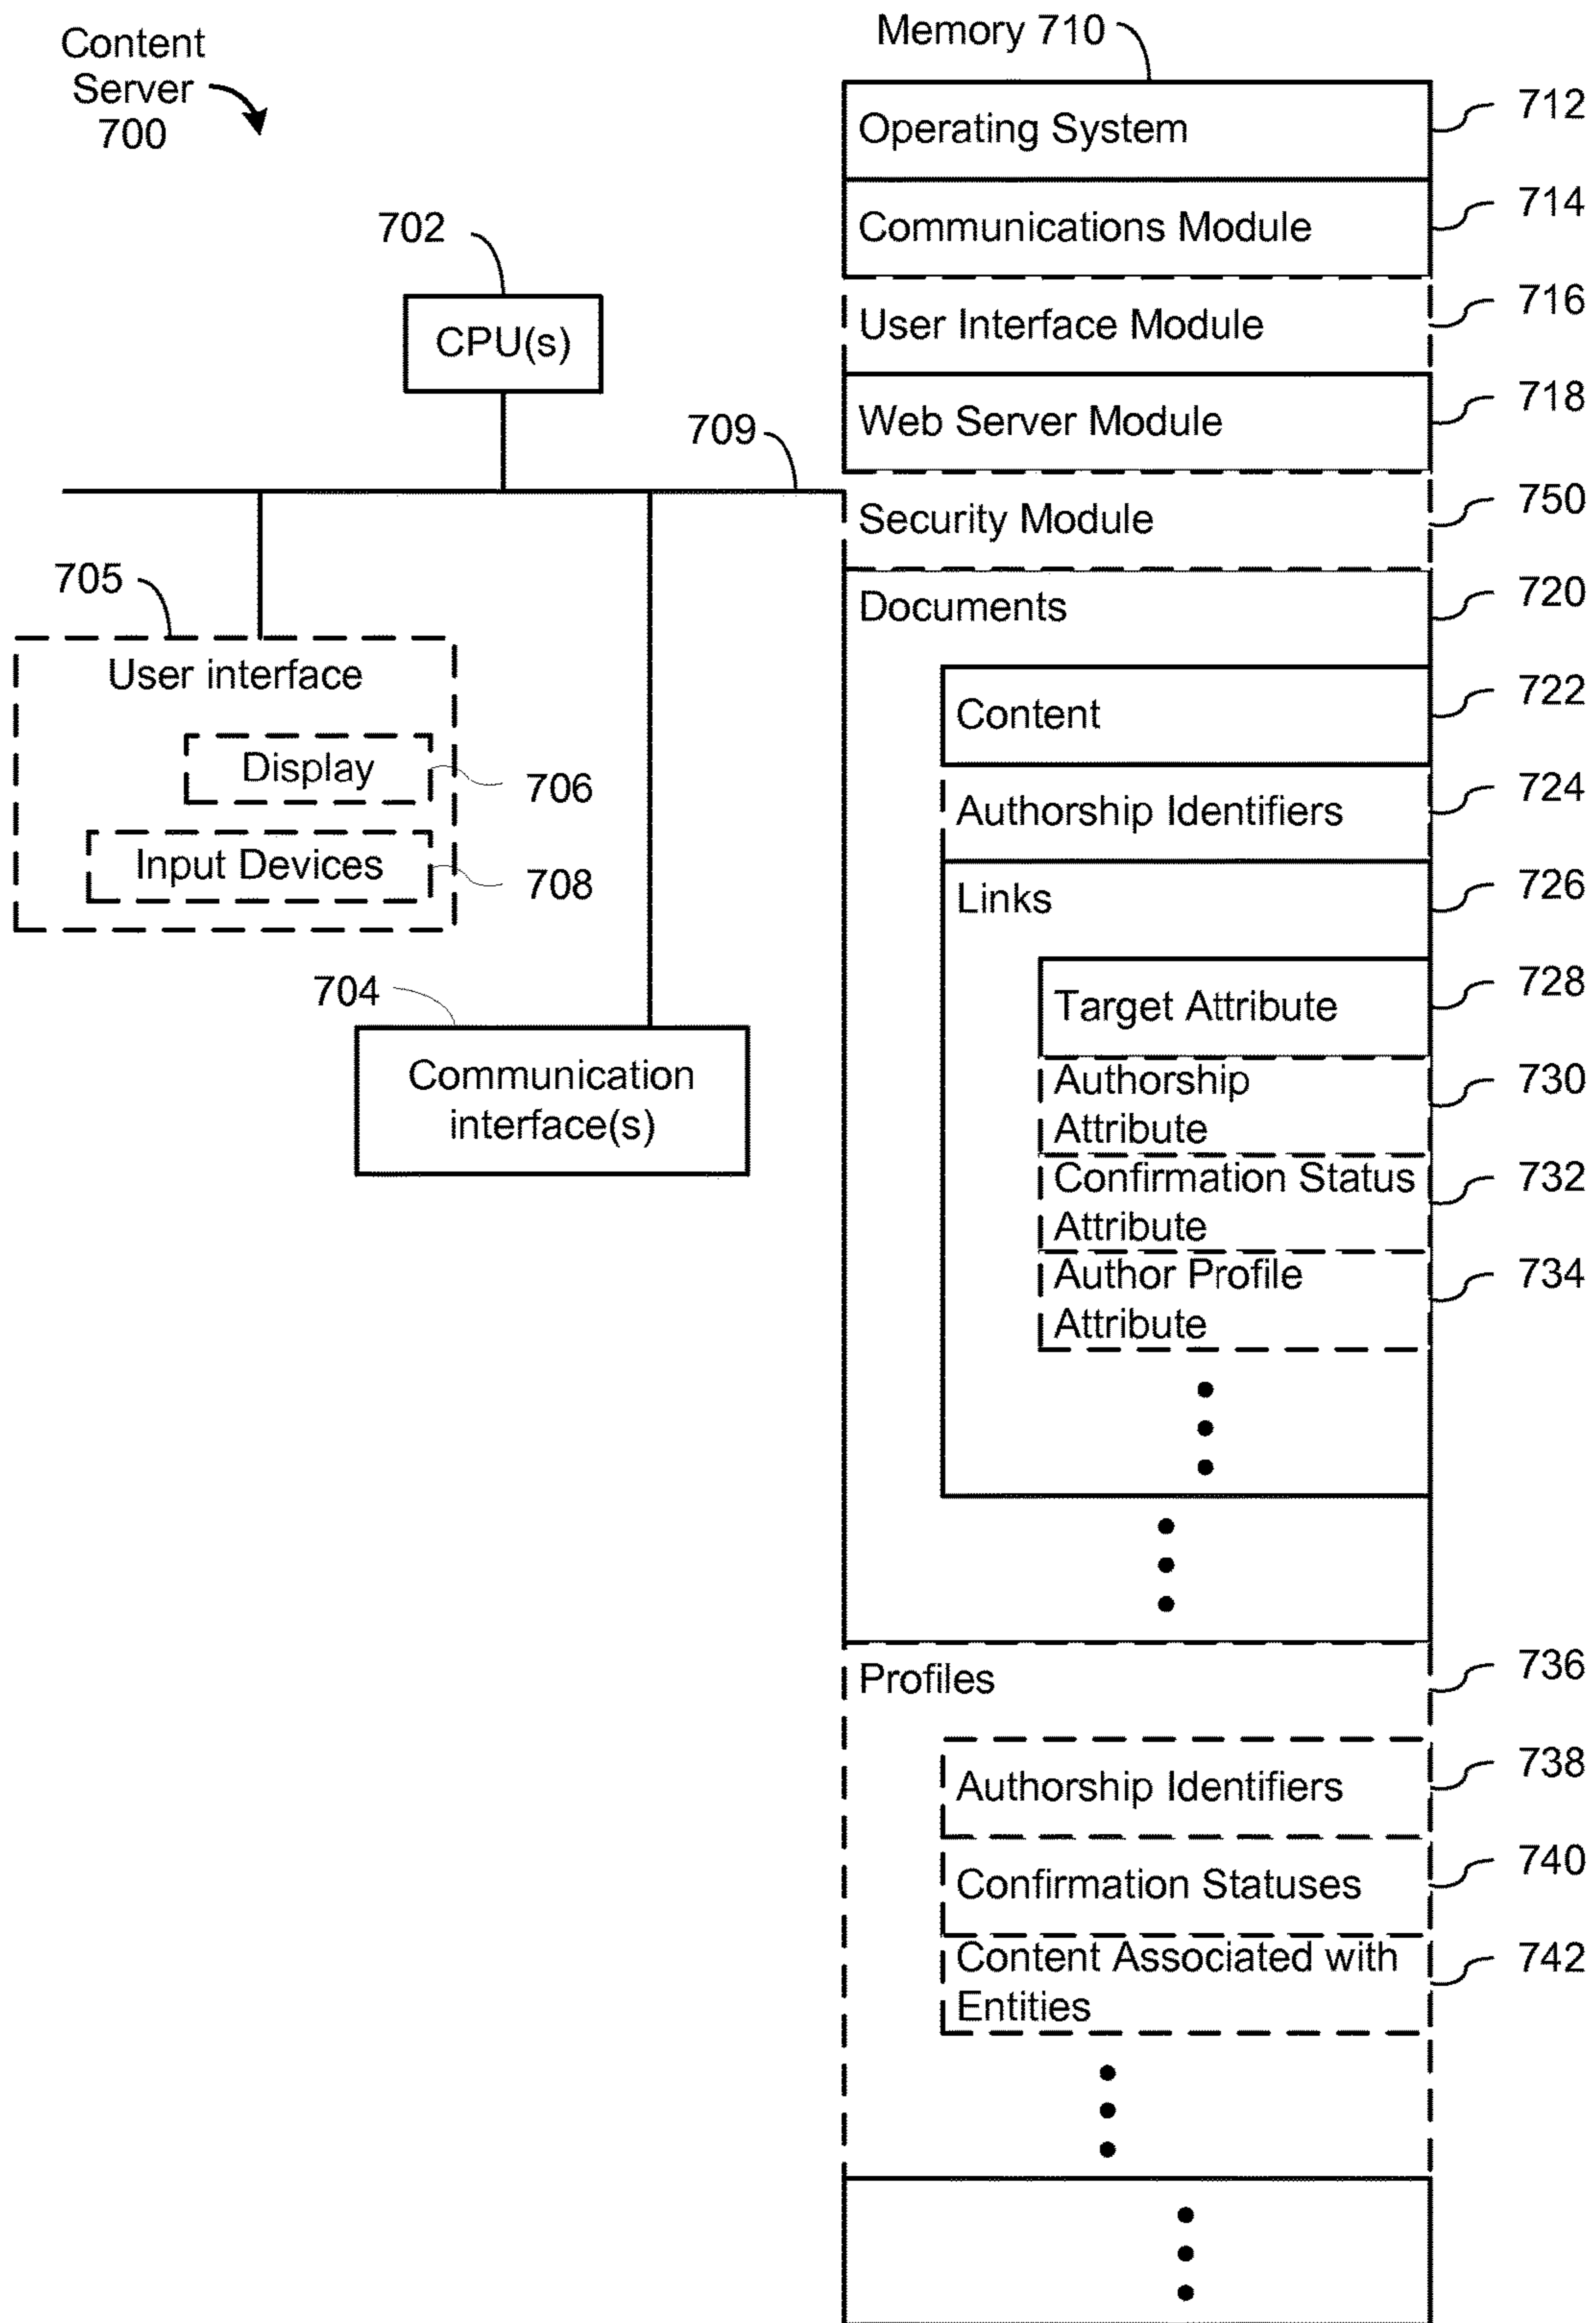 Content
Server
700
Memory 710
Operating System
712
Communications Module
714
702
User Interface Module
716
CPU(s)
Web Server Module
718
709
Security Module
750
705
Documents
720
User interface
Content
722
Display
706
Authorship Identifiers
724
Input Devices
708
Links
726
704
Target Attribute
728
Communication
interface(s)
Authorship
Attribute
730
Confirmation Status
Attribute
732
Author Profile
Attribute
734
Profiles
736
Authorship Identifiers
738
Confirmation Statuses
740
Content Associated with
Entities
742